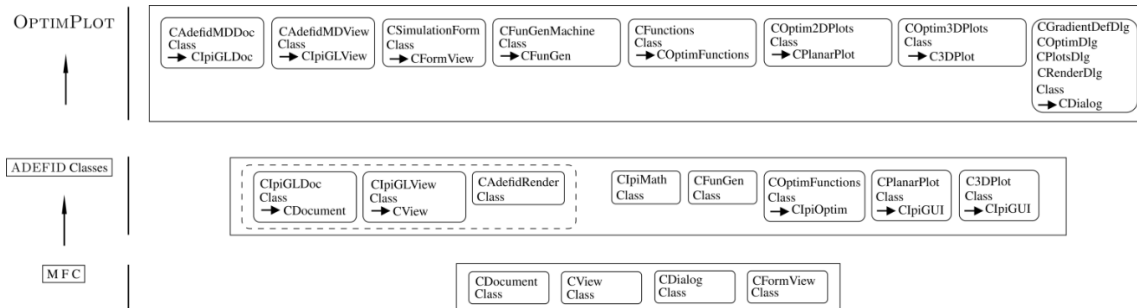 OPTIMPLOT
CAdefidMDDoc
Class
→ CIpiGLDoc
CAdefidMDView
Class
→ CIpiGLView
CSimulationForm
Class
→ CFormView
CFunGenMachine
Class
→ CFunGen
CFunctions
Class
→ COptimFunctions
COptim2DPlots
Class
→ CPlanarPlot
COptim3DPlots
Class
→ C3DPlot
CGradientDefDlg
COptimDlg
CPlotsDlg
CRenderDlg
Class
→ CDialog
ADEFID Classes
CIpiGLDoc
Class
→ CDocument
CIpiGLView
Class
→ CView
CAdefidRender
Class
CIpiMath
Class
CFunGen
Class
COptimFunctions
Class
→ CIpiOptim
CPlanarPlot
Class
→ CIpiGUI
C3DPlot
Class
→ CIpiGUI
MFC
CDocument
Class
CView
Class
CDialog
Class
CFormView
Class